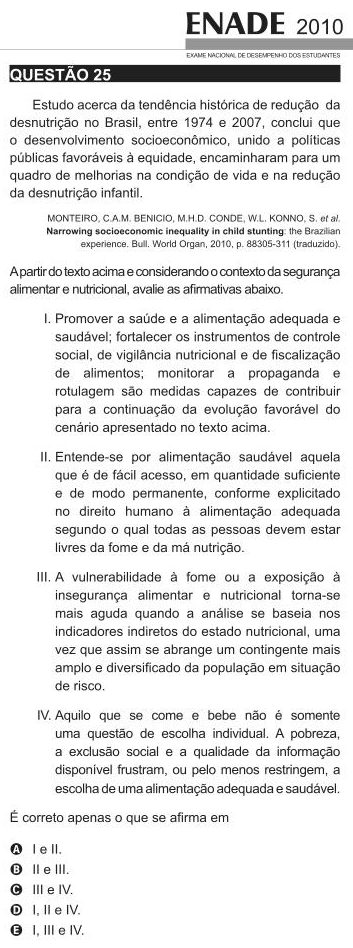 ENADE 2010
EXAME NACIONAL DE DESEMPENHO DOS ESTUDANTES
QUESTÃO 25
Estudo acerca da tendência histórica de redução da
desnutrição no Brasil, entre 1974 e 2007, conclui que
o desenvolvimento socioeconômico, unido a políticas
públicas favoráveis à equidade, encaminharam para um
quadro de melhorias na condição de vida e na redução
da desnutrição infantil.
MONTEIRO, C.A.M. BENICIO, M.H.D. CONDE, W.L. KONNO, S. et al.
Narrowing socioeconomic inequality in child stunting: the Brazilian
experience. Bull. World Organ, 2010, p. 88305-311 (traduzido).
A partir do texto acima e considerando o contexto da segurança
alimentar e nutricional, avalie as afirmativas abaixo.
I. Promover a saúde e a alimentação adequada e
saudável; fortalecer os instrumentos de controle
social, de vigilância nutricional e de fiscalização
de alimentos; monitorar a propaganda e
rotulagem são medidas capazes de contribuir
para a continuação da evolução favorável do
cenário apresentado no texto acima.
II. Entende-se por alimentação saudável aquela
que é de fácil acesso, em quantidade suficiente
e de modo permanente, conforme explicitado
no direito humano à alimentação adequada
segundo o qual todas as pessoas devem estar
livres da fome e da má nutrição.
III. A vulnerabilidade à fome ou a exposição à
insegurança alimentar e nutricional torna-se
mais aguda quando a análise se baseia nos
indicadores indiretos do estado nutricional, uma
vez que assim se abrange um contingente mais
amplo e diversificado da população em situação
de risco.
IV. Aquilo que se come e bebe não é somente
uma questão de escolha individual. A pobreza,
a exclusão social e a qualidade da informação
disponível frustram, ou pelo menos restringem, a
escolha de uma alimentação adequada e saudável.
É correto apenas o que se afirma em
A I e II.
B II e III.
C III e IV.
D I, II e IV.
E I, III e IV.